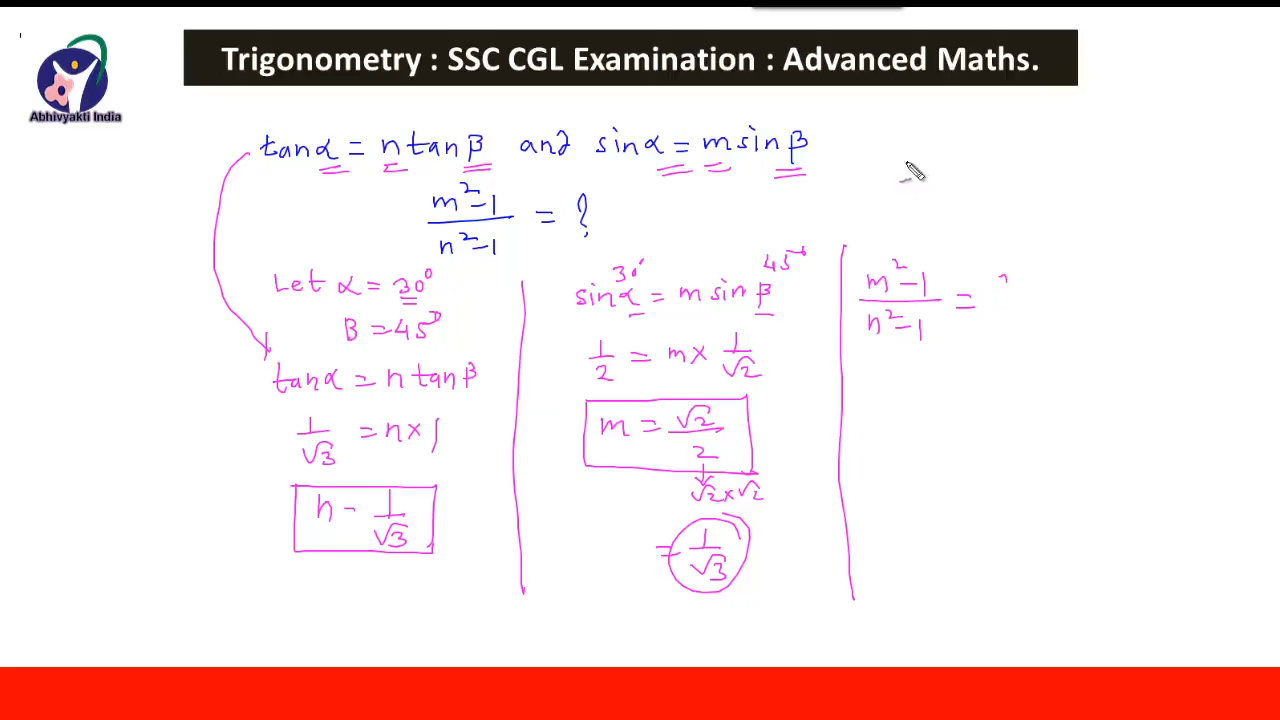 Trigonometry : SSC CGL Examination : Advanced Maths.
Abhivyakti India
tanα = n tanβ and sinα = m sinβ
m²-1 / n²-1 = ?
Let α = 30°
B = 45°
tanα = n tanβ
1/√3 = n × 1
n - 1/√3
30° 45°
sinα = m sinβ
1/2 = m × 1/√2
m = √2/2
√2 × √2
= 1/√3
m²-1 / n²-1 = ?